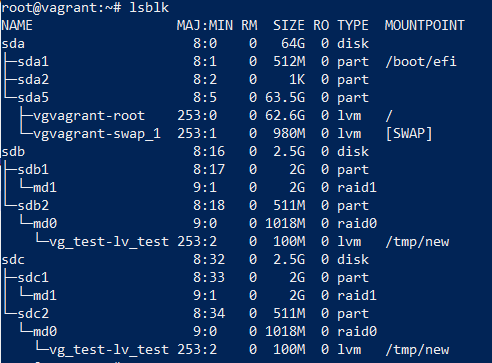 root@vagrant:~# lsblk
NAME                 MAJ:MIN RM  SIZE RO TYPE  MOUNTPOINT
sda                    8:0    0   64G  0 disk
├─sda1                 8:1    0  512M  0 part  /boot/efi
├─sda2                 8:2    0    1K  0 part
└─sda5                 8:5    0 63.5G  0 part
  ├─vgvagrant-root   253:0    0 62.6G  0 lvm   /
  └─vgvagrant-swap_1 253:1    0  980M  0 lvm   [SWAP]
sdb                    8:16   0  2.5G  0 disk
├─sdb1                 8:17   0    2G  0 part
│ └─md1                9:1    0    2G  0 raid1
└─sdb2                 8:18   0  511M  0 part
  └─md0                9:0    0 1018M  0 raid0
    └─vg_test-lv_test 253:2   0  100M  0 lvm   /tmp/new
sdc                    8:32   0  2.5G  0 disk
├─sdc1                 8:33   0    2G  0 part
│ └─md1                9:1    0    2G  0 raid1
└─sdc2                 8:34   0  511M  0 part
  └─md0                9:0    0 1018M  0 raid0
    └─vg_test-lv_test 253:2   0  100M  0 lvm   /tmp/new